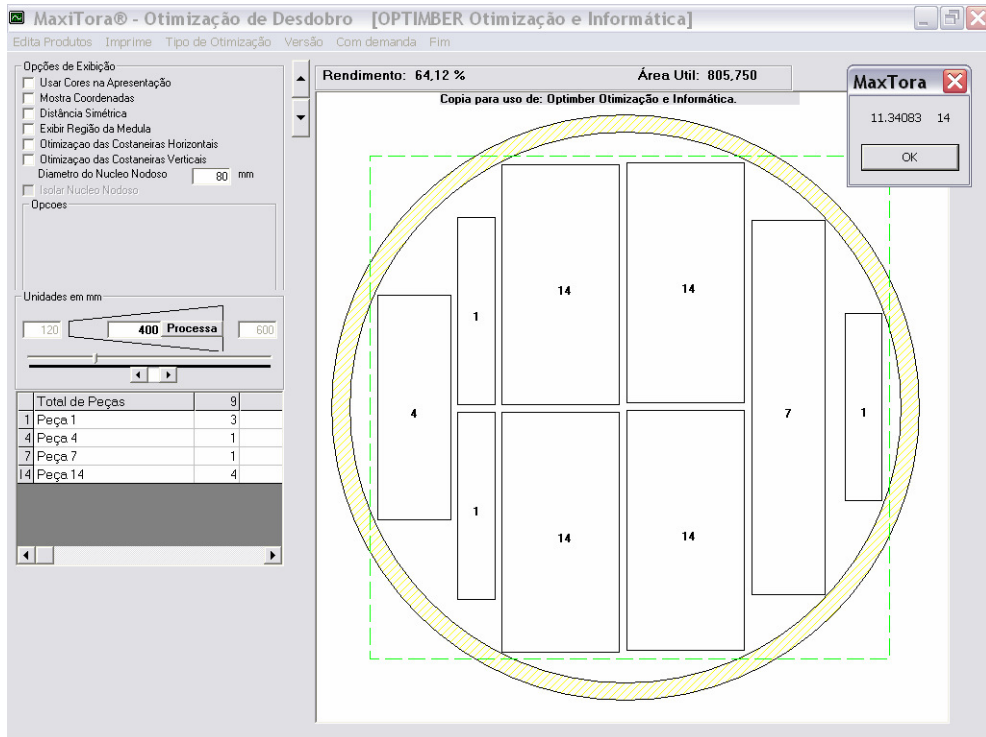 MaxiTora® - Otimização de Desdobro [OPTIMBER Otimização e Informática]
Edita Produtos Imprime Tipo de Otimização Versão Com demanda Fim
Opções de Exibição
Usar Cores na Apresentação
Mostra Coordenadas
Distância Simétrica
Exibir Região da Medula
Otimização das Costaneiras Horizontais
Otimizaçao das Costaneiras Verticais
Diametro do Nucleo Nodoso 80 mm
Isolar Nucleo Nodoso
Opcoes
Unidades em mm
120 400 Processa 600
Total de Peças 9
1 Peça 1 3
4 Peça 4 1
7 Peça 7 1
14 Peça 14 4
Rendimento: 64,12 % Área Util: 805,750
Copia para uso de: Optimber Otimização e Informática.
MaxTora
11.34083 14
OK
14 14
1
4 7 1
1
14 14